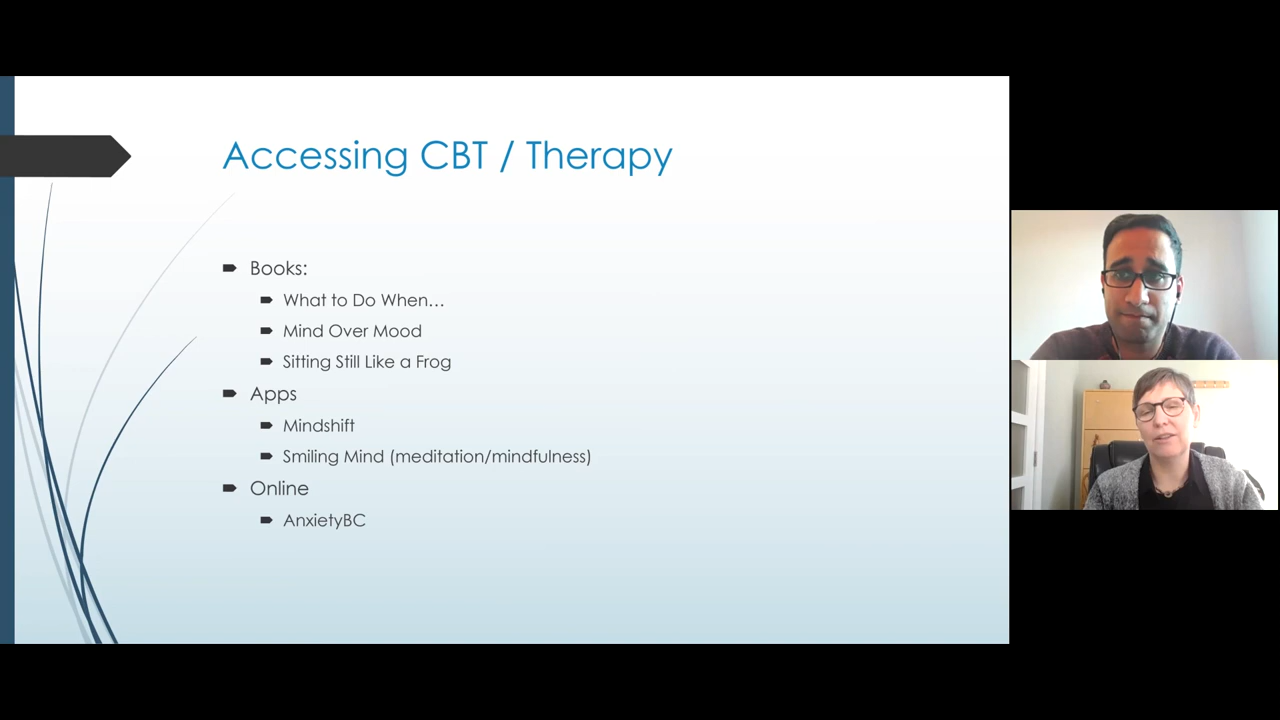 Accessing CBT / Therapy
Books:
What to Do When…
Mind Over Mood
Sitting Still Like a Frog
Apps
Mindshift
Smiling Mind (meditation/mindfulness)
Online
AnxietyBC